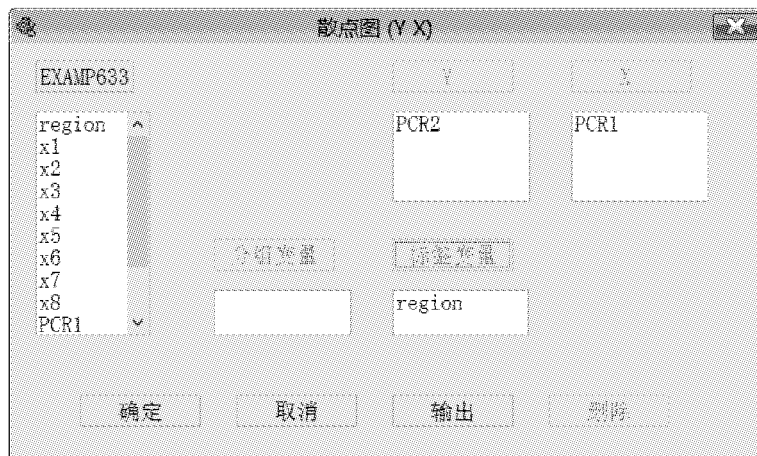 散点图 (Y X)
EXAMP633
Y
X
region
x1
x2
x3
x4
x5
x6
x7
x8
PCR1
PCR2
PCR1
分组变量
标签变量
region
确定
取消
输出
删除